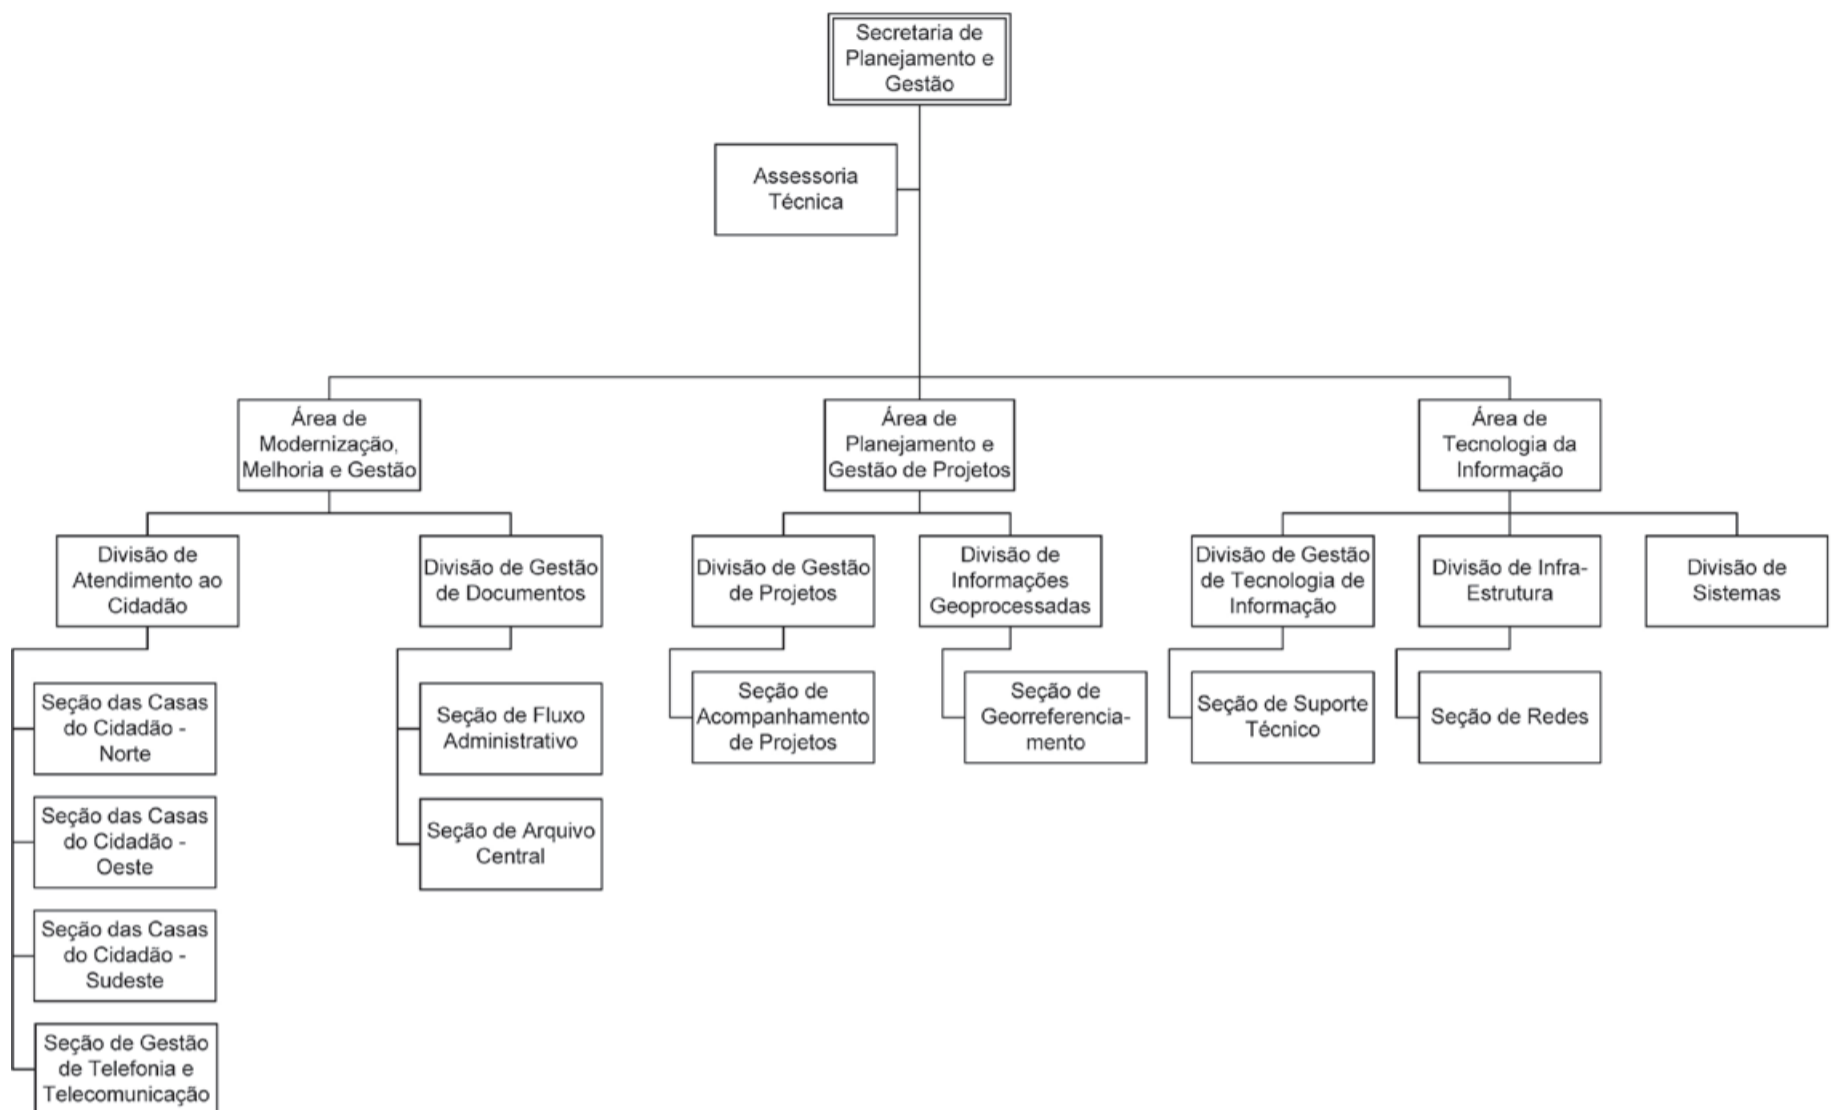 Secretaria de
Planejamento e
Gestão
Assessoria
Técnica
Área de
Modernização,
Melhoria e Gestão
Área de
Planejamento e
Gestão de Projetos
Área de
Tecnologia da
Informação
Divisão de
Atendimento ao
Cidadão
Divisão de Gestão
de Documentos
Divisão de Gestão
de Projetos
Divisão de
Informações
Geoprocessadas
Divisão de Gestão
de Tecnologia de
Informação
Divisão de Infra-
Estrutura
Divisão de
Sistemas
Seção das Casas
do Cidadão -
Norte
Seção das Casas
do Cidadão -
Oeste
Seção das Casas
do Cidadão -
Sudeste
Seção de Gestão
de Telefonia e
Telecomunicação
Seção de Fluxo
Administrativo
Seção de Arquivo
Central
Seção de
Acompanhamento
de Projetos
Seção de
Georreferencia-
mento
Seção de Suporte
Técnico
Seção de Redes